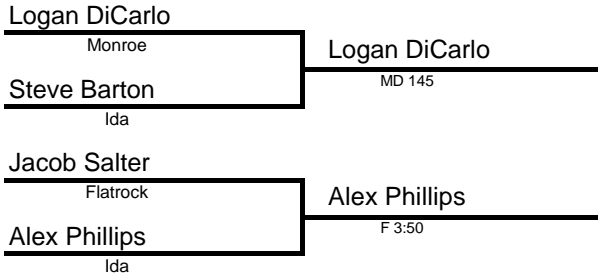 Logan DiCarlo
Monroe
Logan DiCarlo
MD 145
Steve Barton
Ida
Jacob Salter
Flatrock
Alex Phillips
F 3:50
Alex Phillips
Ida